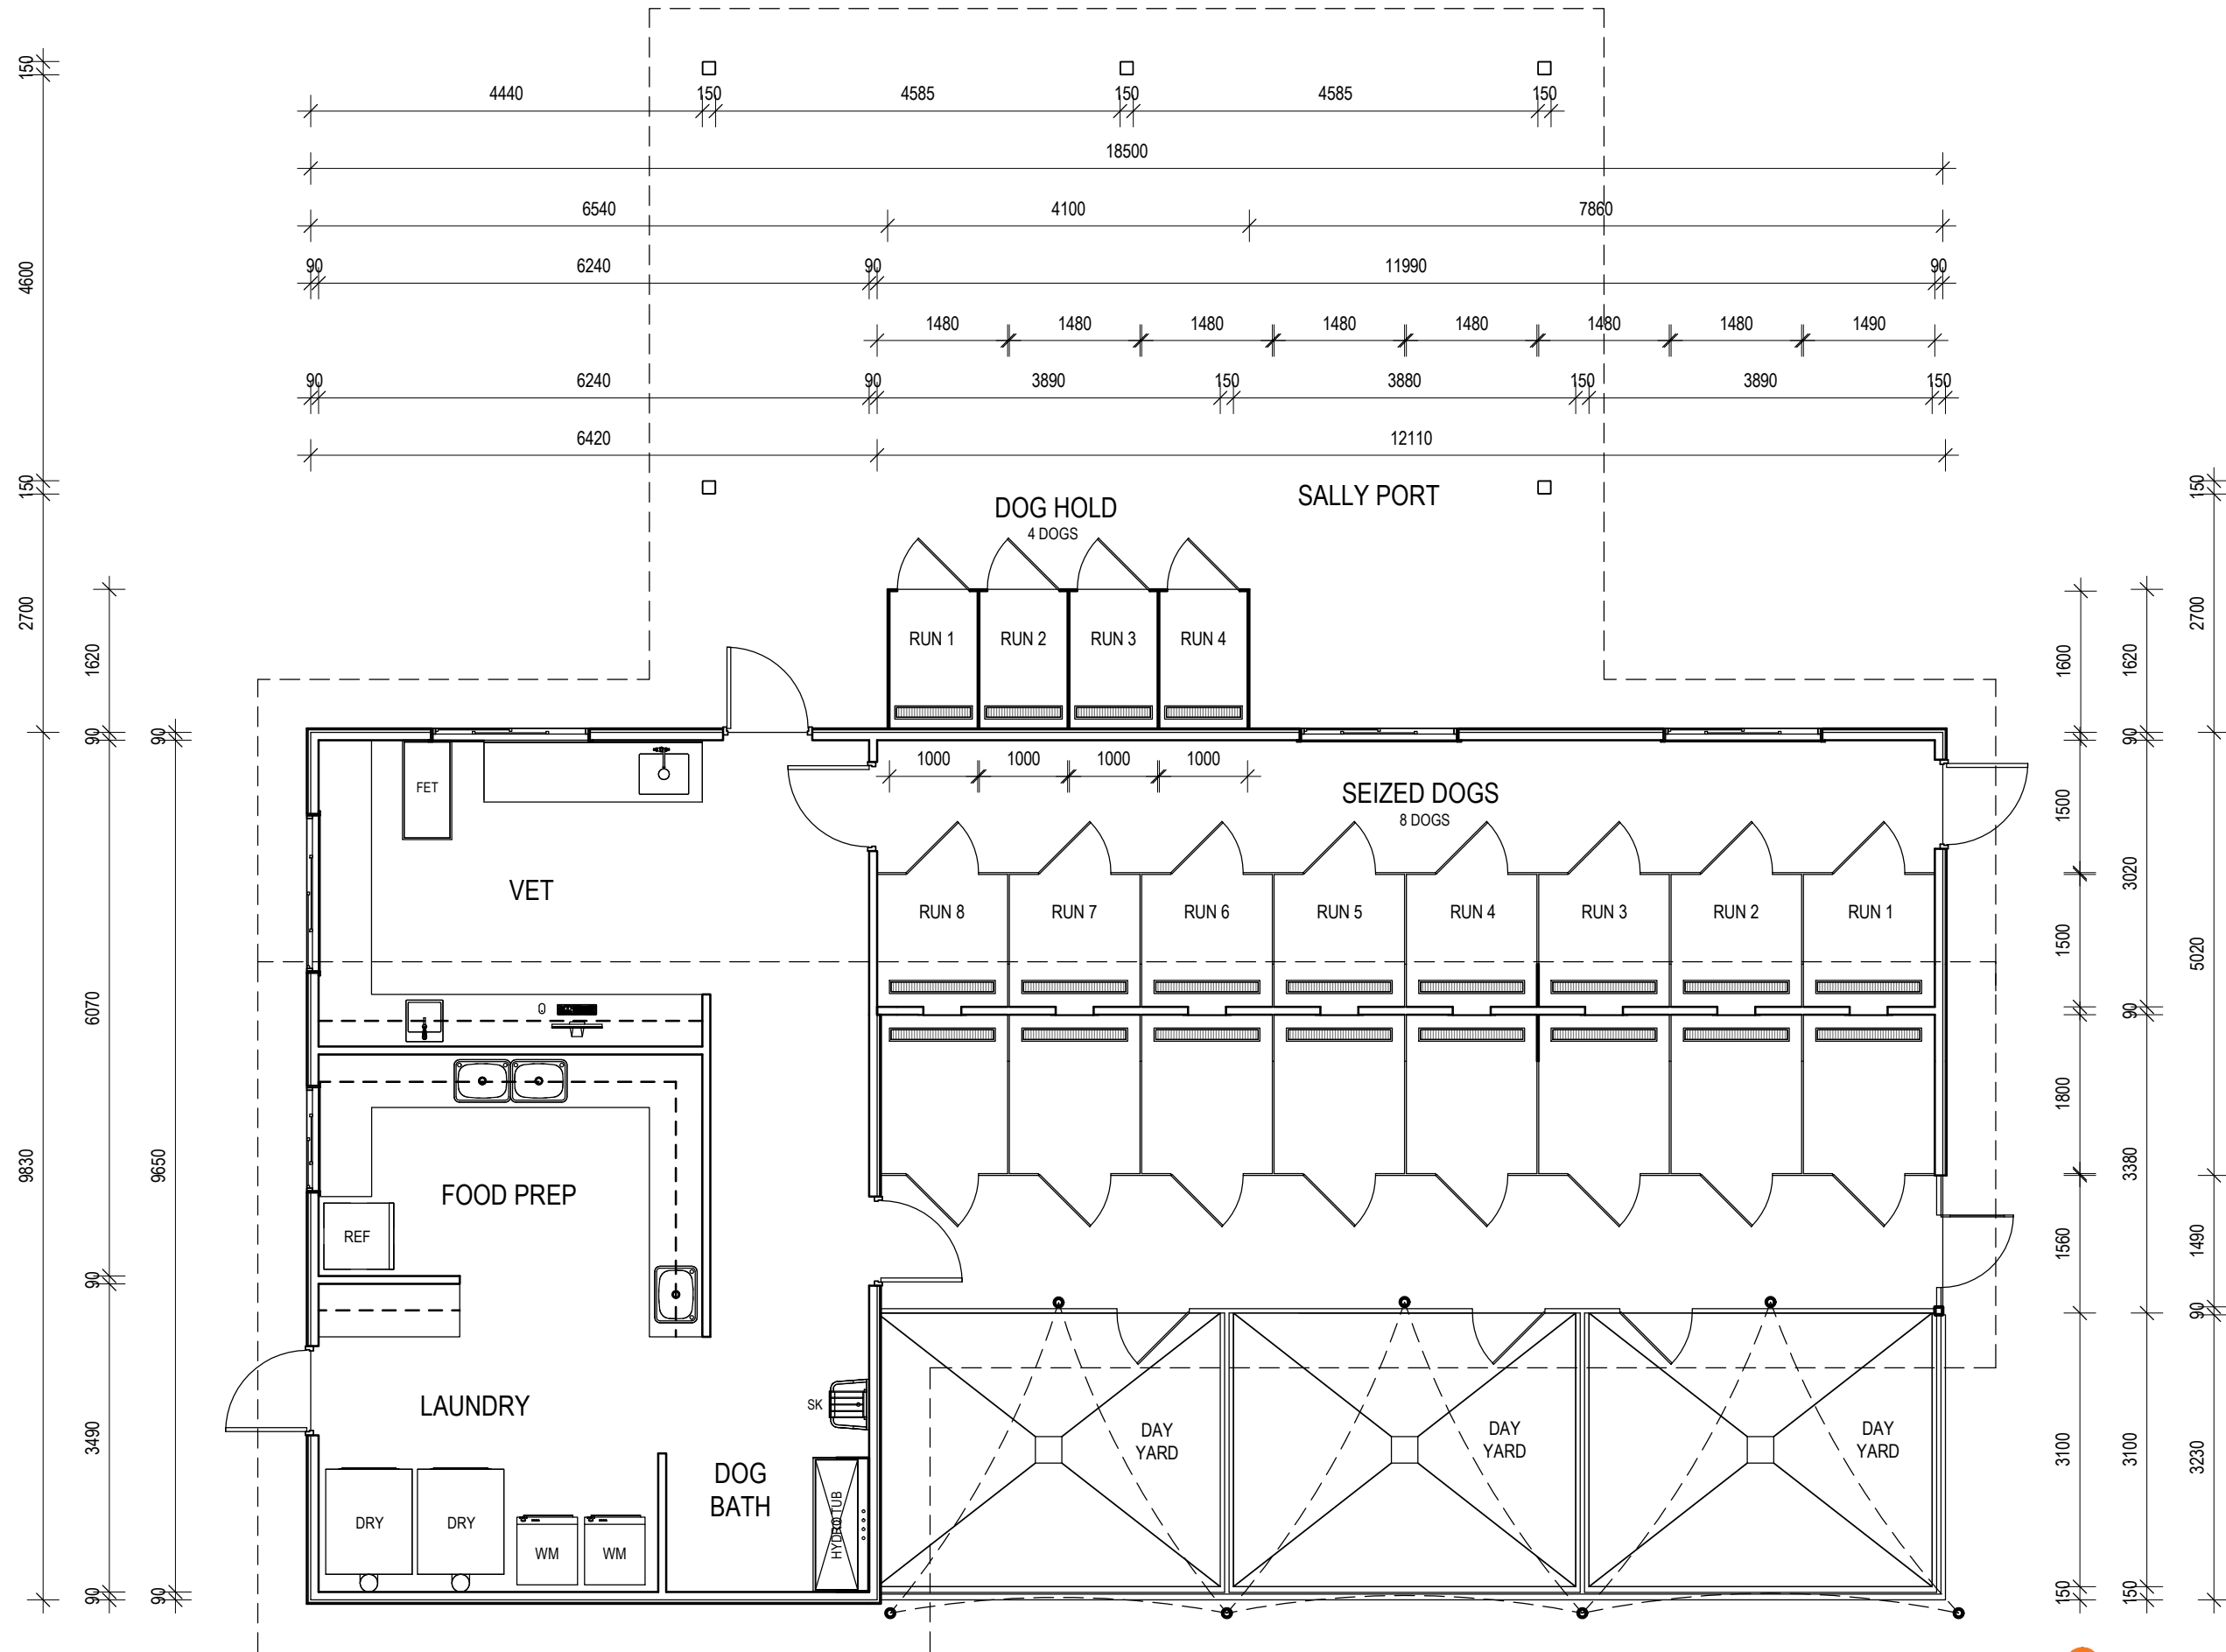 4440 150 4585 150 4585 150
18500
6540 4100 7860
90 6240 90 11990 90
1480 1480 1480 1480 1480 1480 1480 1490
90 6240 90 3890 150 3880 150 3890 150
6420 12110
150
4600
150
2700
9830
1620
90
6070
90
3490
90
90
9650
90
DOG HOLD
4 DOGS
SALLY PORT
RUN 1 RUN 2 RUN 3 RUN 4
1000 1000 1000 1000
SEIZED DOGS
8 DOGS
FET
VET
RUN 8 RUN 7 RUN 6 RUN 5 RUN 4 RUN 3 RUN 2 RUN 1
FOOD PREP
REF
LAUNDRY
SK
DOG
BATH
HYDRO TUB
DRY DRY WM WM
DAY
YARD
DAY
YARD
DAY
YARD
1600
1500
1500
1800
1560
3100
150
1620
90
3020
90
3380
3100
150
150
2700
5020
1490
90
3230